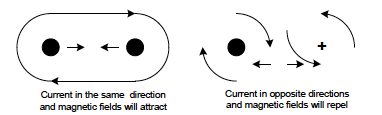 Current in the same direction
and magnetic fields will attract
Current in opposite directions
and magnetic fields will repel